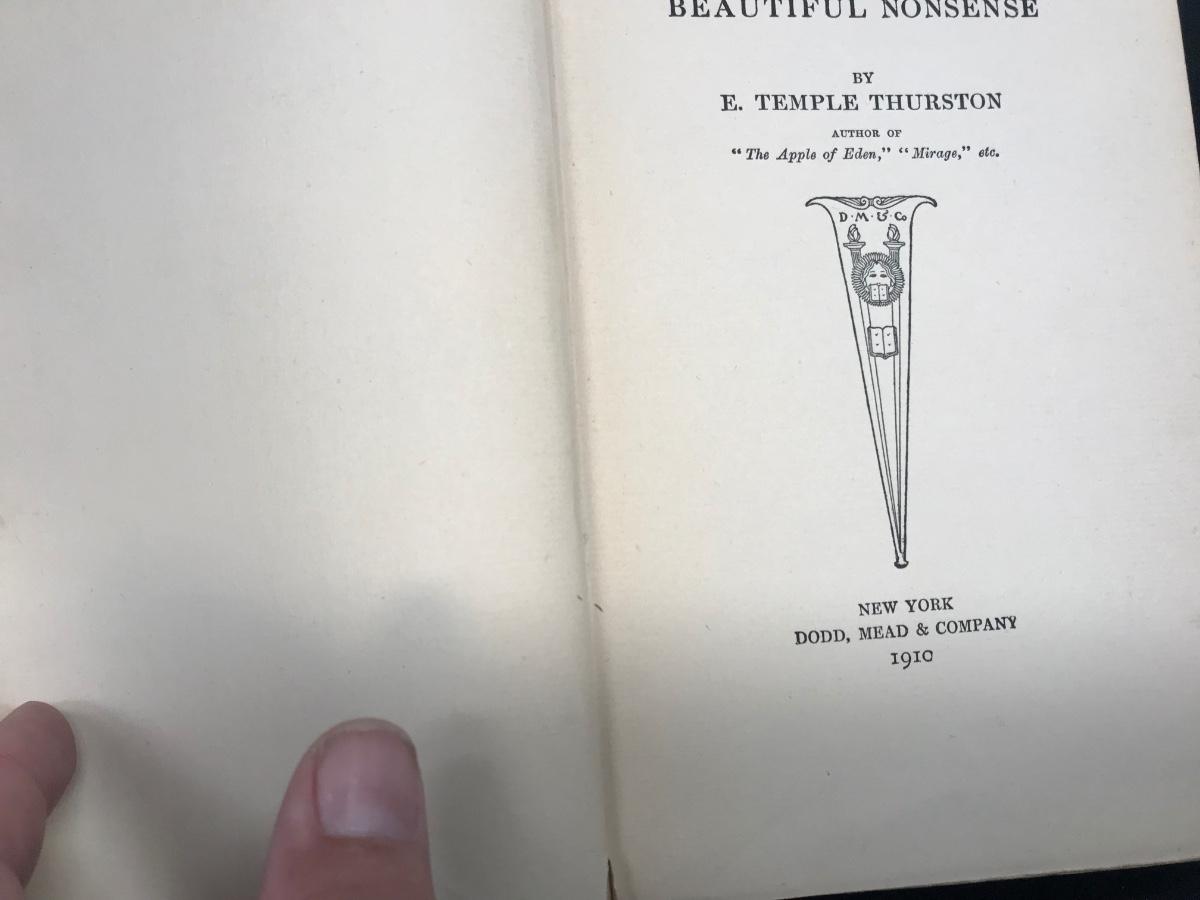 BEAUTIFUL NONSENSE
BY
E. TEMPLE THURSTON
AUTHOR OF
“The Apple of Eden,” “Mirage,” etc.
D · M · & · Co
NEW YORK
DODD, MEAD & COMPANY
1910